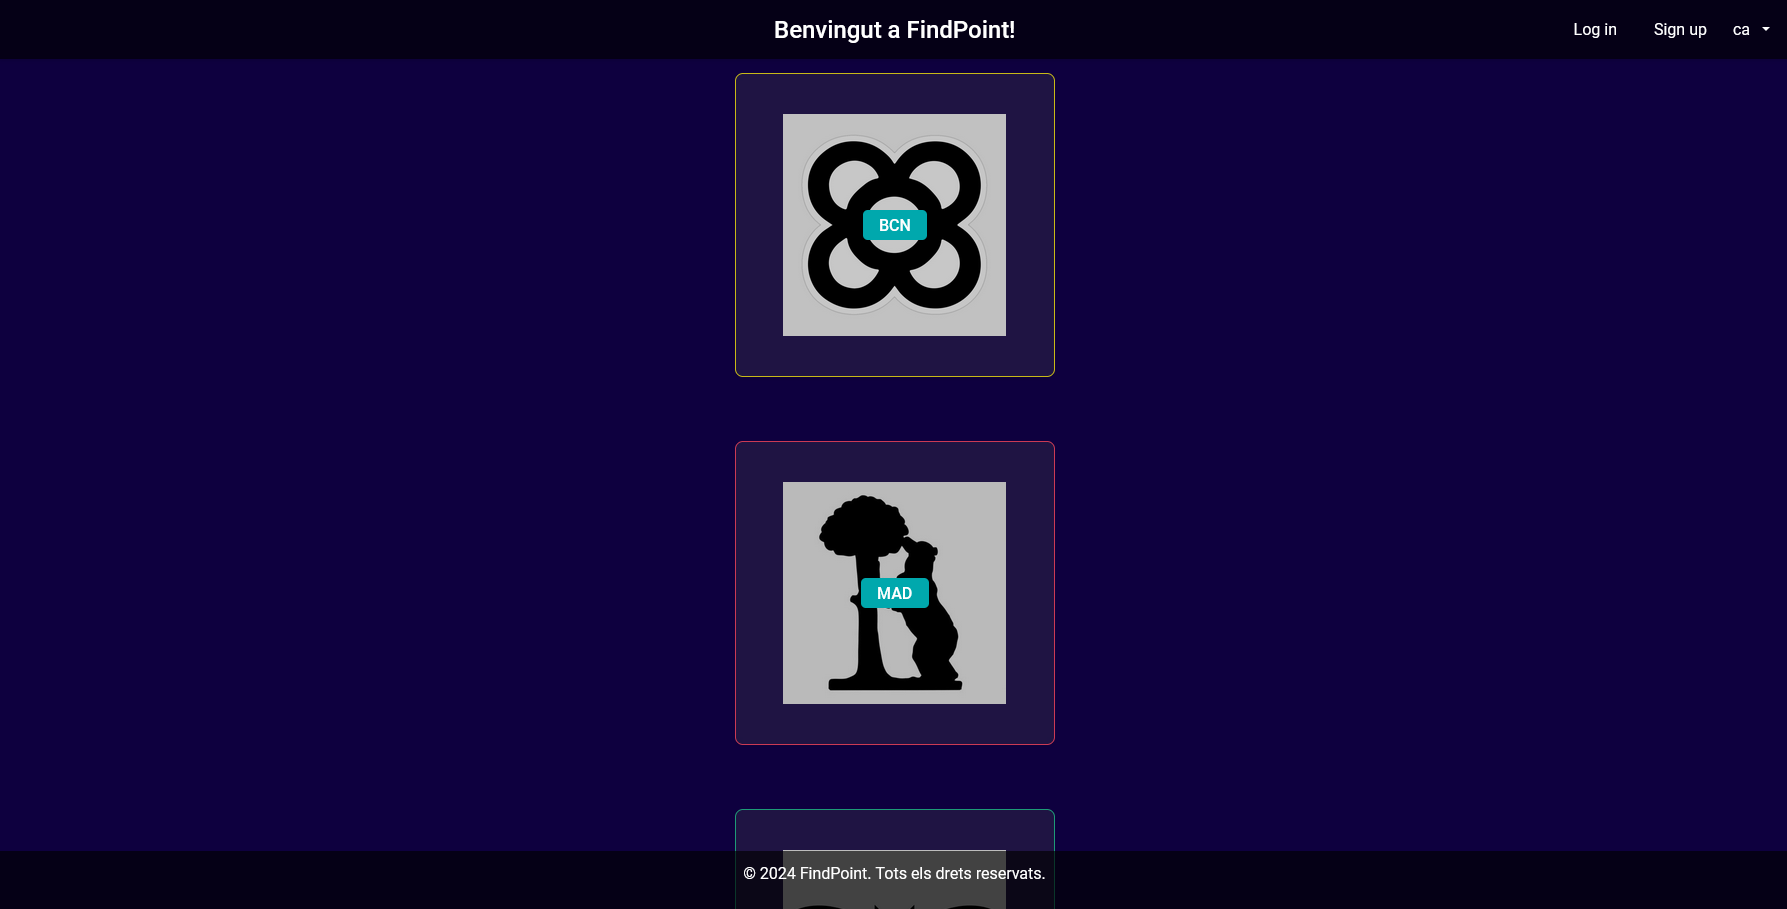 Benvingut a FindPoint!
Log in
Sign up
ca
BCN
MAD
© 2024 FindPoint. Tots els drets reservats.